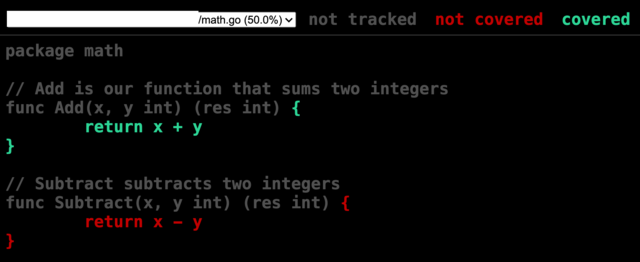 /math.go (50.0%) not tracked not covered covered
package math
// Add is our function that sums two integers
func Add(x, y int) (res int) {
return x + y
}
// Subtract subtracts two integers
func Subtract(x, y int) (res int) {
return x - y
}